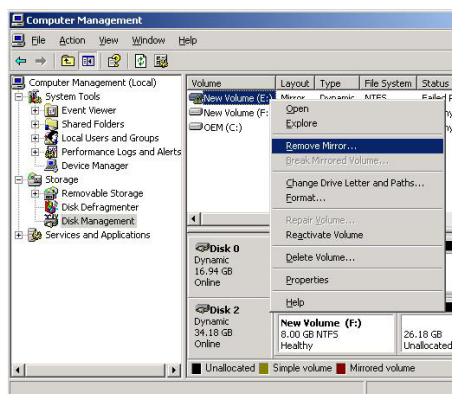 Computer Management
File Action View Window Help
Computer Management (Local)
System Tools
Event Viewer
Shared Folders
Local Users and Groups
Performance Logs and Alerts
Device Manager
Storage
Removable Storage
Disk Defragmenter
Disk Management
Services and Applications
Volume Layout Type File System Status
New Volume (E:) Mirror Dynamic NTFS Failed
New Volume (F:
OEM (C:)
Open
Explore
Remove Mirror...
Break Mirrored Volume...
Change Drive Letter and Paths...
Format...
Repair Volume...
Reactivate Volume
Delete Volume...
Properties
Help
Disk 0
Dynamic
16.94 GB
Online
Disk 2
Dynamic
34.18 GB
Online
New Volume (F:)
8.00 GB NTFS
Healthy
26.18 GB
Unallocated
Unallocated Simple volume Mirrored volume